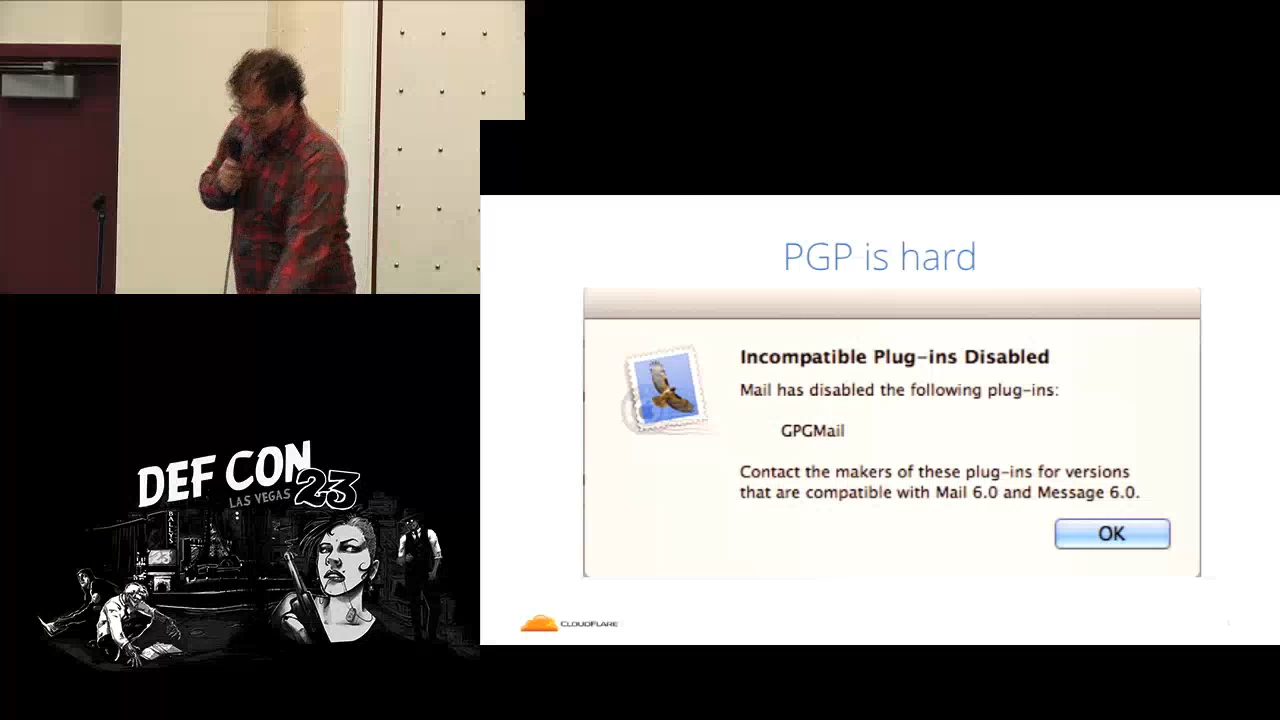 PGP is hard
Incompatible Plug-ins Disabled
Mail has disabled the following plug-ins:
GPGMail
Contact the makers of these plug-ins for versions
that are compatible with Mail 6.0 and Message 6.0.
OK
CLOUDFLARE
DEF CON
LAS VEGAS 23
BALLYS
23